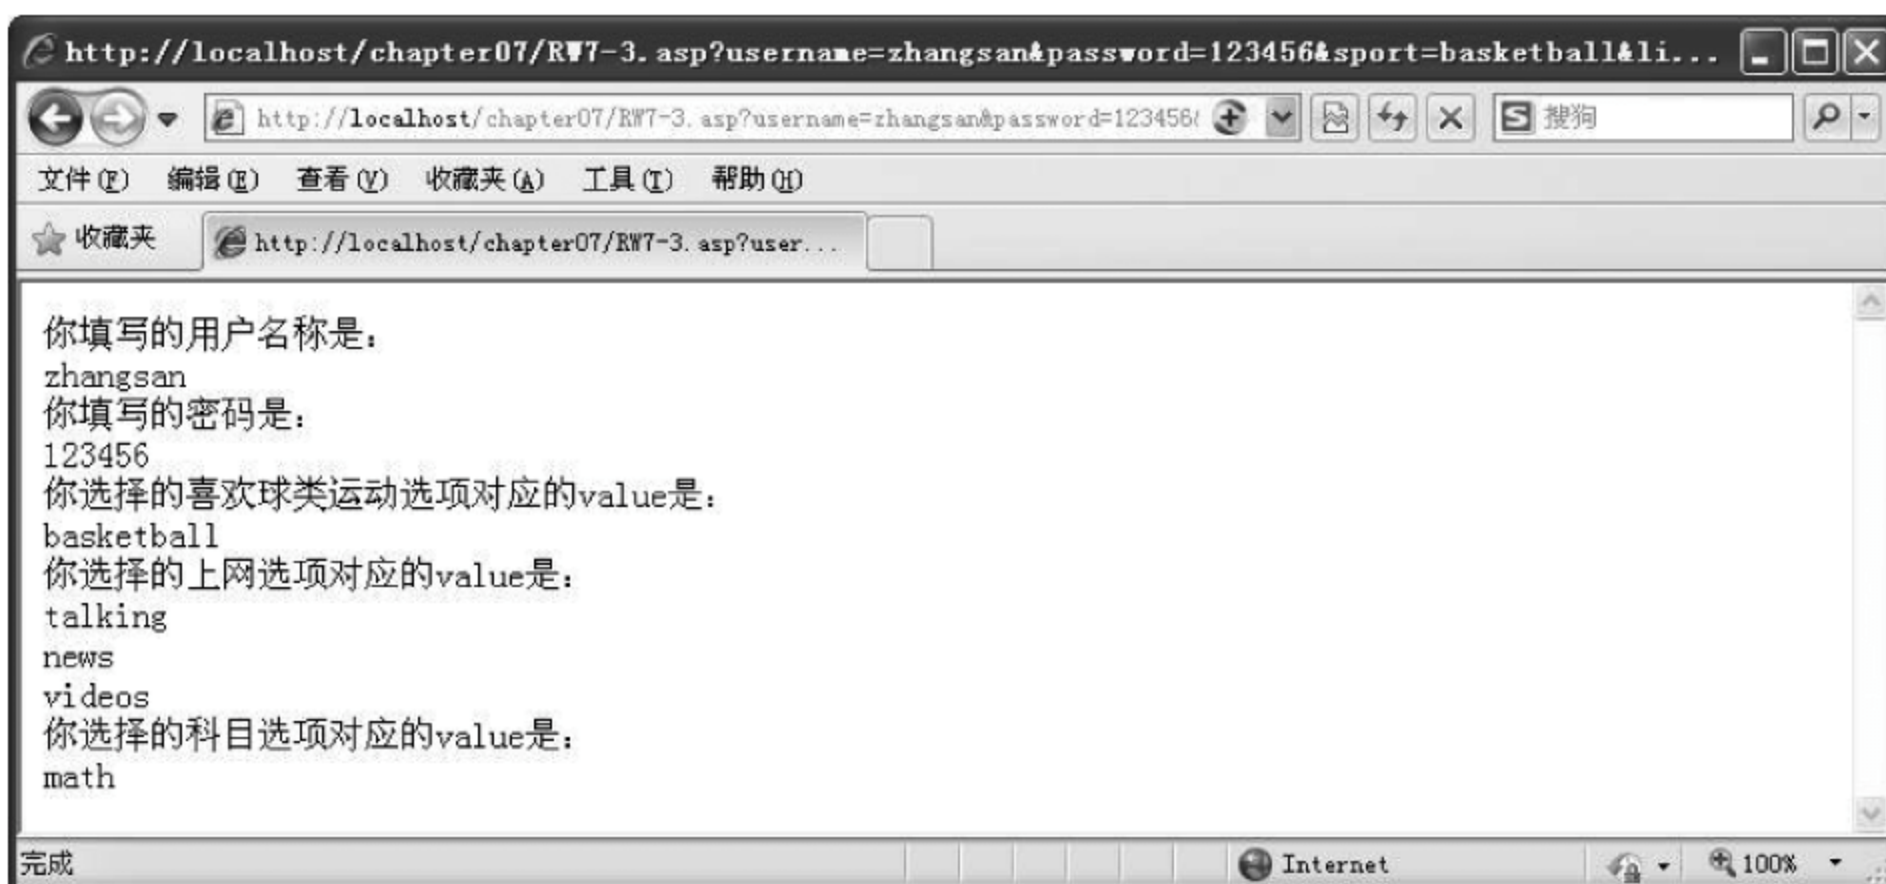 http://localhost/chapter07/RW7-3.asp?username=zhangsan&password=123456&sport=basketball&li...
http://localhost/chapter07/RW7-3.asp?username=zhangsan&password=123456&
搜狗
文件(F) 编辑(E) 查看(V) 收藏夹(A) 工具(T) 帮助(H)
收藏夹 http://localhost/chapter07/RW7-3.asp?user...
你填写的用户名称是：
zhangsan
你填写的密码是：
123456
你选择的喜欢球类运动选项对应的value是：
basketball
你选择的上网选项对应的value是：
talking
news
videos
你选择的科目选项对应的value是：
math
完成 Internet 100%